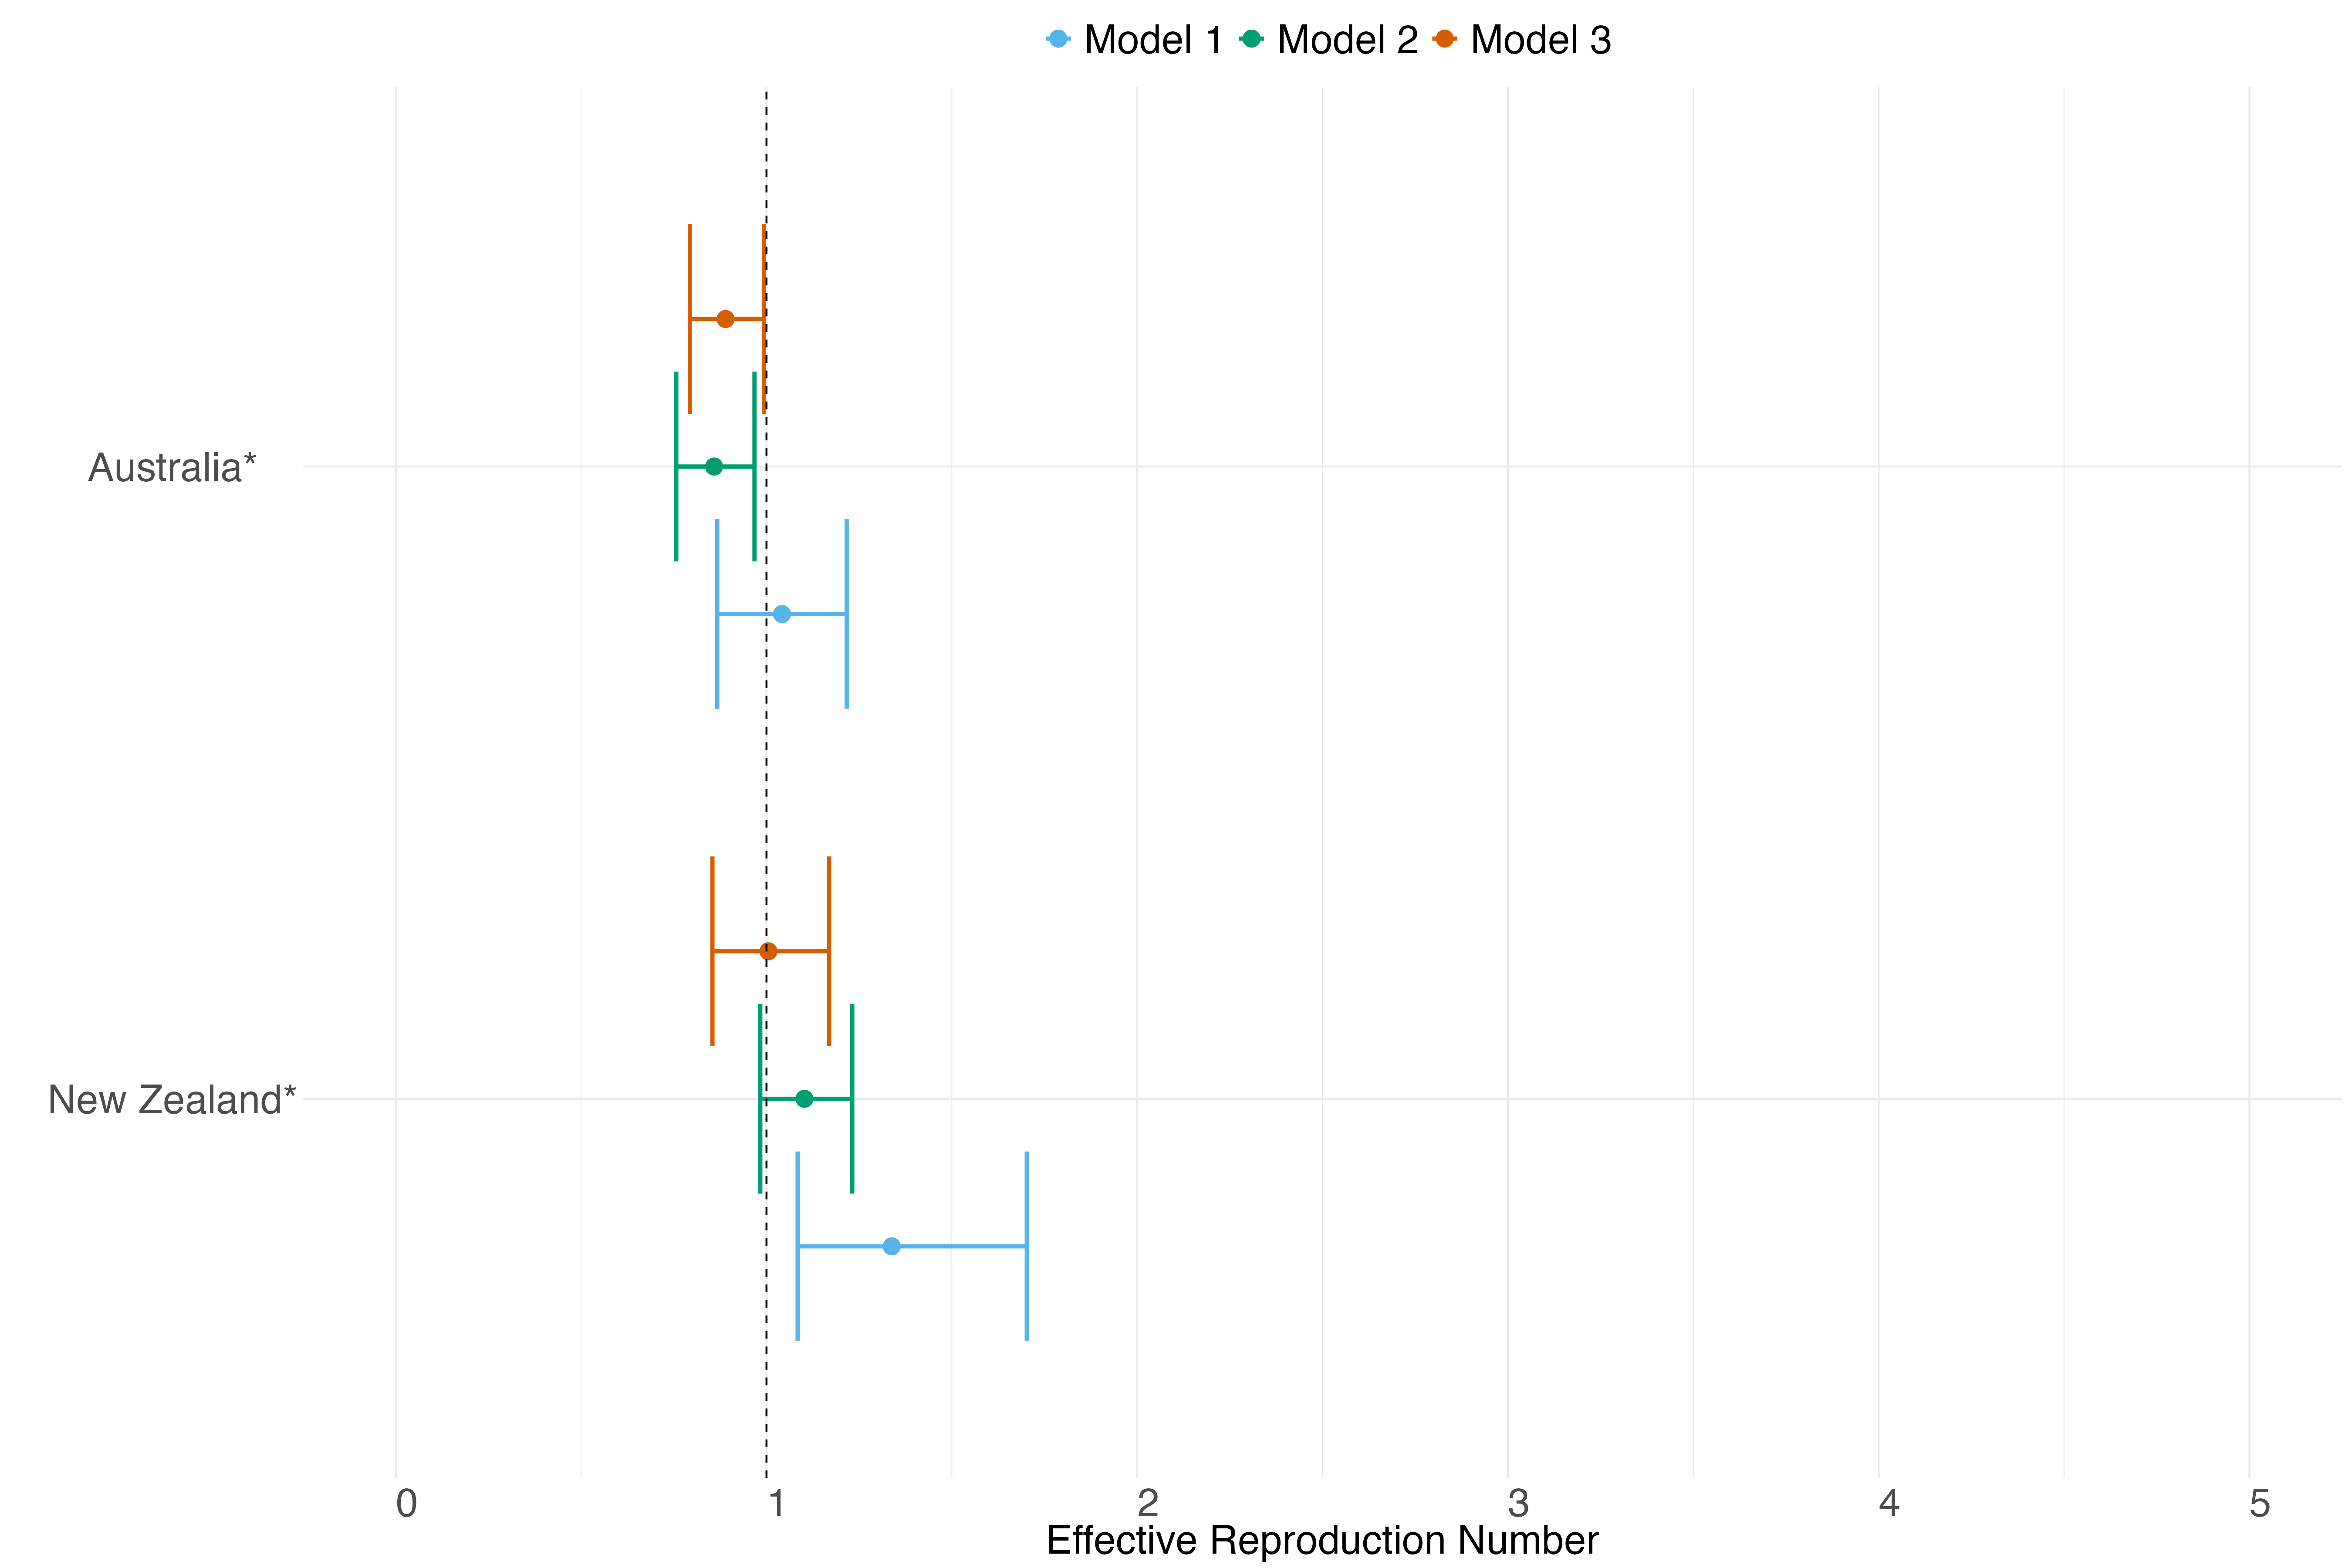 Model 1 Model 2 Model 3
Australia*
New Zealand*
0 1 2 3 4 5
Effective Reproduction Number